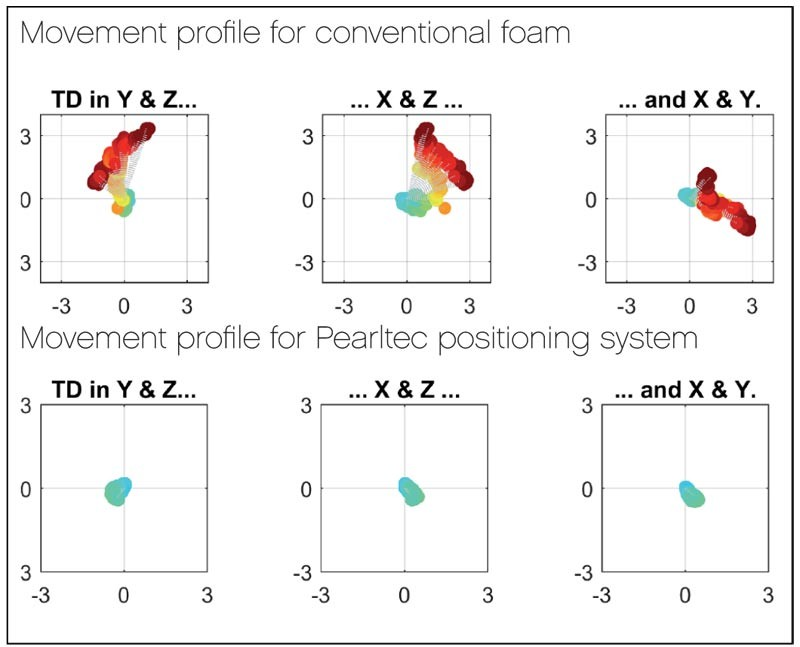 Movement profile for conventional foam
TD in Y & Z... ... X & Z ... ... and X & Y.
3 3 3
0 0 0
3 -3 -3
-3 0 3 -3 0 3 -3 0 3
Movement profile for Pearltec positioning system
TD in Y & Z... ... X & Z ... ... and X & Y.
3 3 3
0 0 0
3 -3 -3
-3 0 3 -3 0 3 -3 0 3